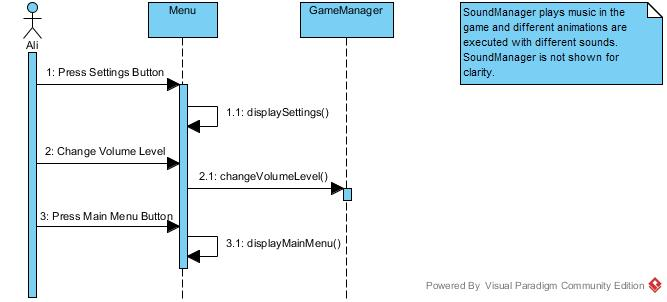 Menu
GameManager
SoundManager plays music in the
game and different animations are
executed with different sounds.
SoundManager is not shown for
clarity.
Ali
1: Press Settings Button
1.1: displaySettings()
2: Change Volume Level
2.1: changeVolumeLevel()
3: Press Main Menu Button
3.1: displayMainMenu()
Powered By Visual Paradigm Community Edition